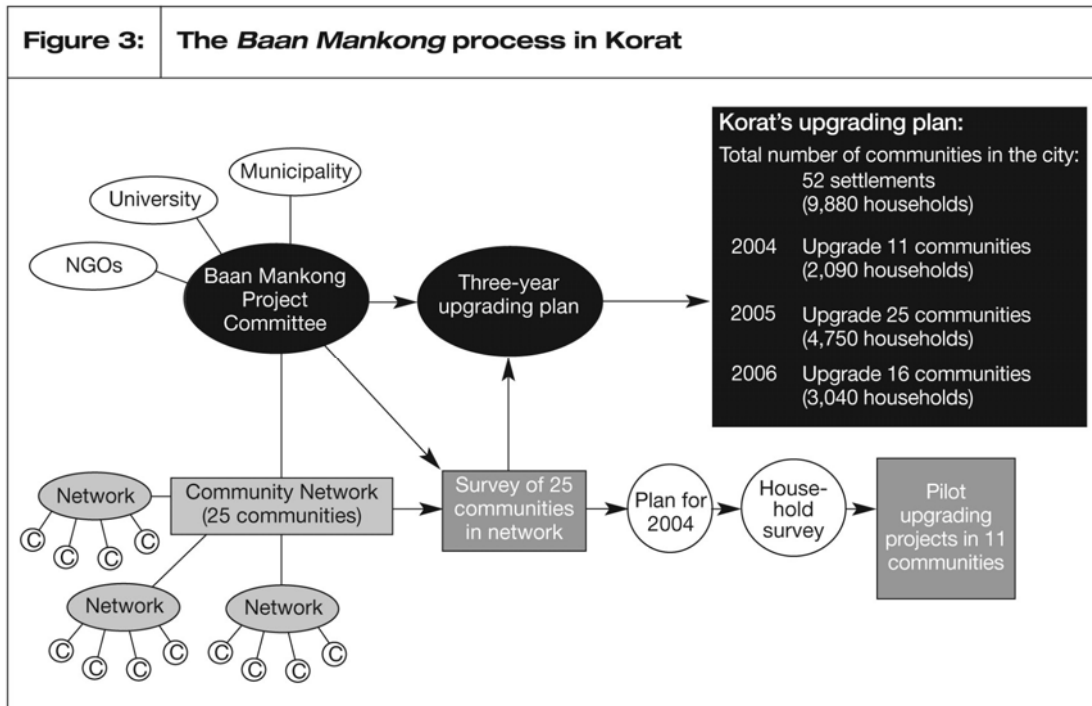 Figure 3: The Baan Mankong process in Korat
Municipality
University
NGOs
Baan Mankong
Project
Committee
Three-year
upgrading plan
Korat's upgrading plan:
Total number of communities in the city:
52 settlements
(9,880 households)
2004 Upgrade 11 communities
(2,090 households)
2005 Upgrade 25 communities
(4,750 households)
2006 Upgrade 16 communities
(3,040 households)
Network
C
C
C
C
Community Network
(25 communities)
Network
C
C
C
C
Network
C
C
C
C
Survey of 25
communities
in network
Plan for
2004
House-
hold
survey
Pilot
upgrading
projects in 11
communities